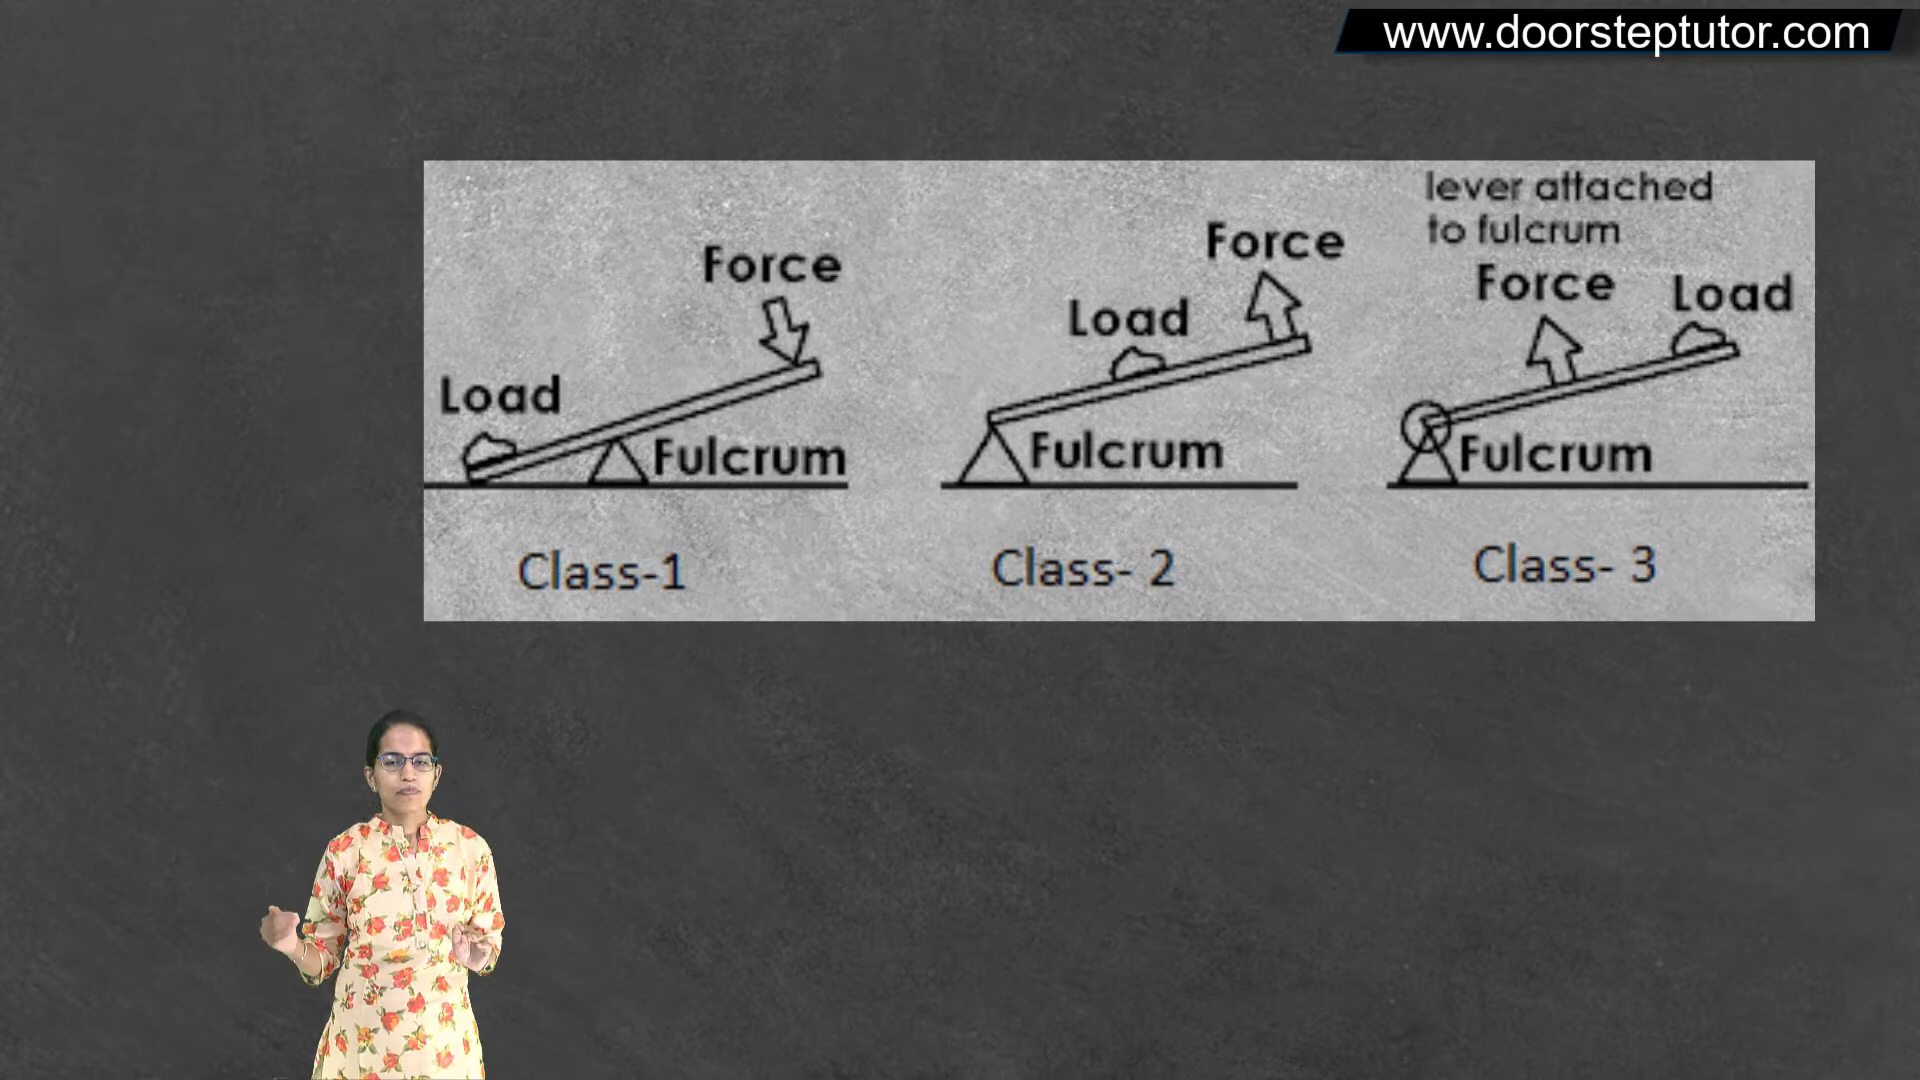 www.doorsteptutor.com
lever attached
to fulcrum
Force
Load
Fulcrum
Class-1
Force
Load
Fulcrum
Class- 2
Force
Load
Fulcrum
Class- 3